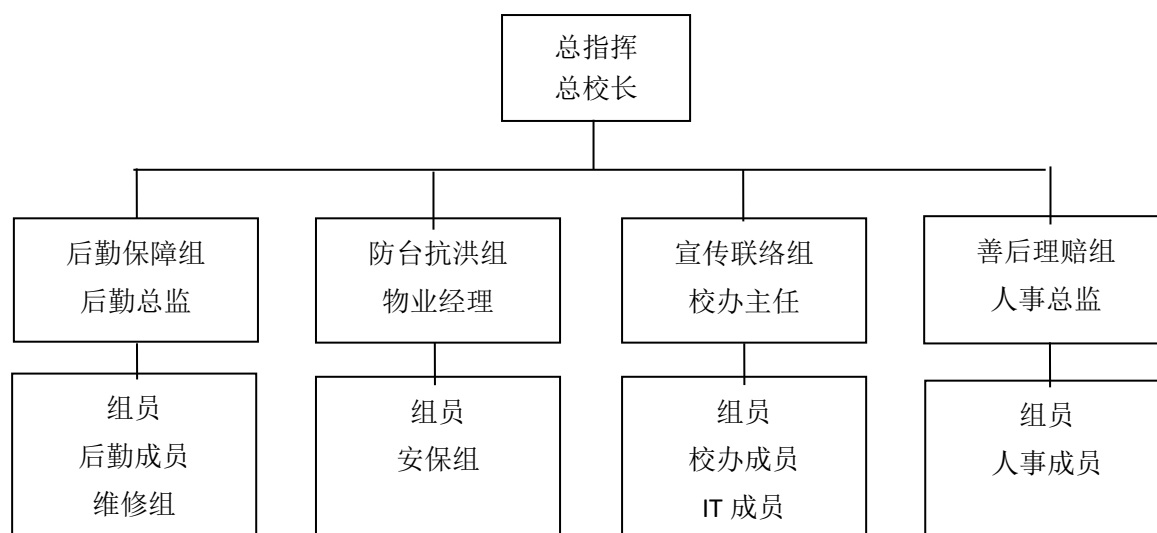 总指挥
总校长
后勤保障组
后勤总监
防台抗洪组
物业经理
宣传联络组
校办主任
善后理赔组
人事总监
组员
后勤成员
维修组
组员
安保组
组员
校办成员
IT 成员
组员
人事成员